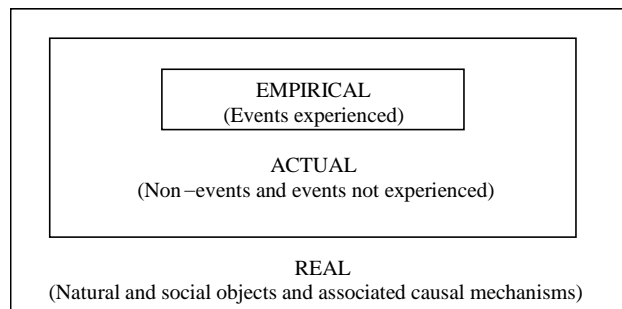 EMPIRICAL
(Events experienced)
ACTUAL
(Non–events and events not experienced)
REAL
(Natural and social objects and associated causal mechanisms)